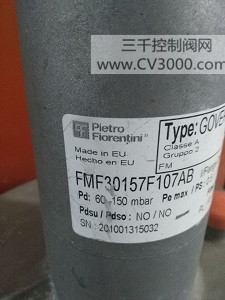 三千控制阀网
www.CV3000.com
Pietro
Fiorentini
Type: GOVE
Made in EU
Hecho en EU
Classe A
Gruppo 2
FM
FMF30157F107AB
Pd: 60-150 mbar
Pe max / PS:
Pdsu / Pdso: NO / NO
SN : 201001315032